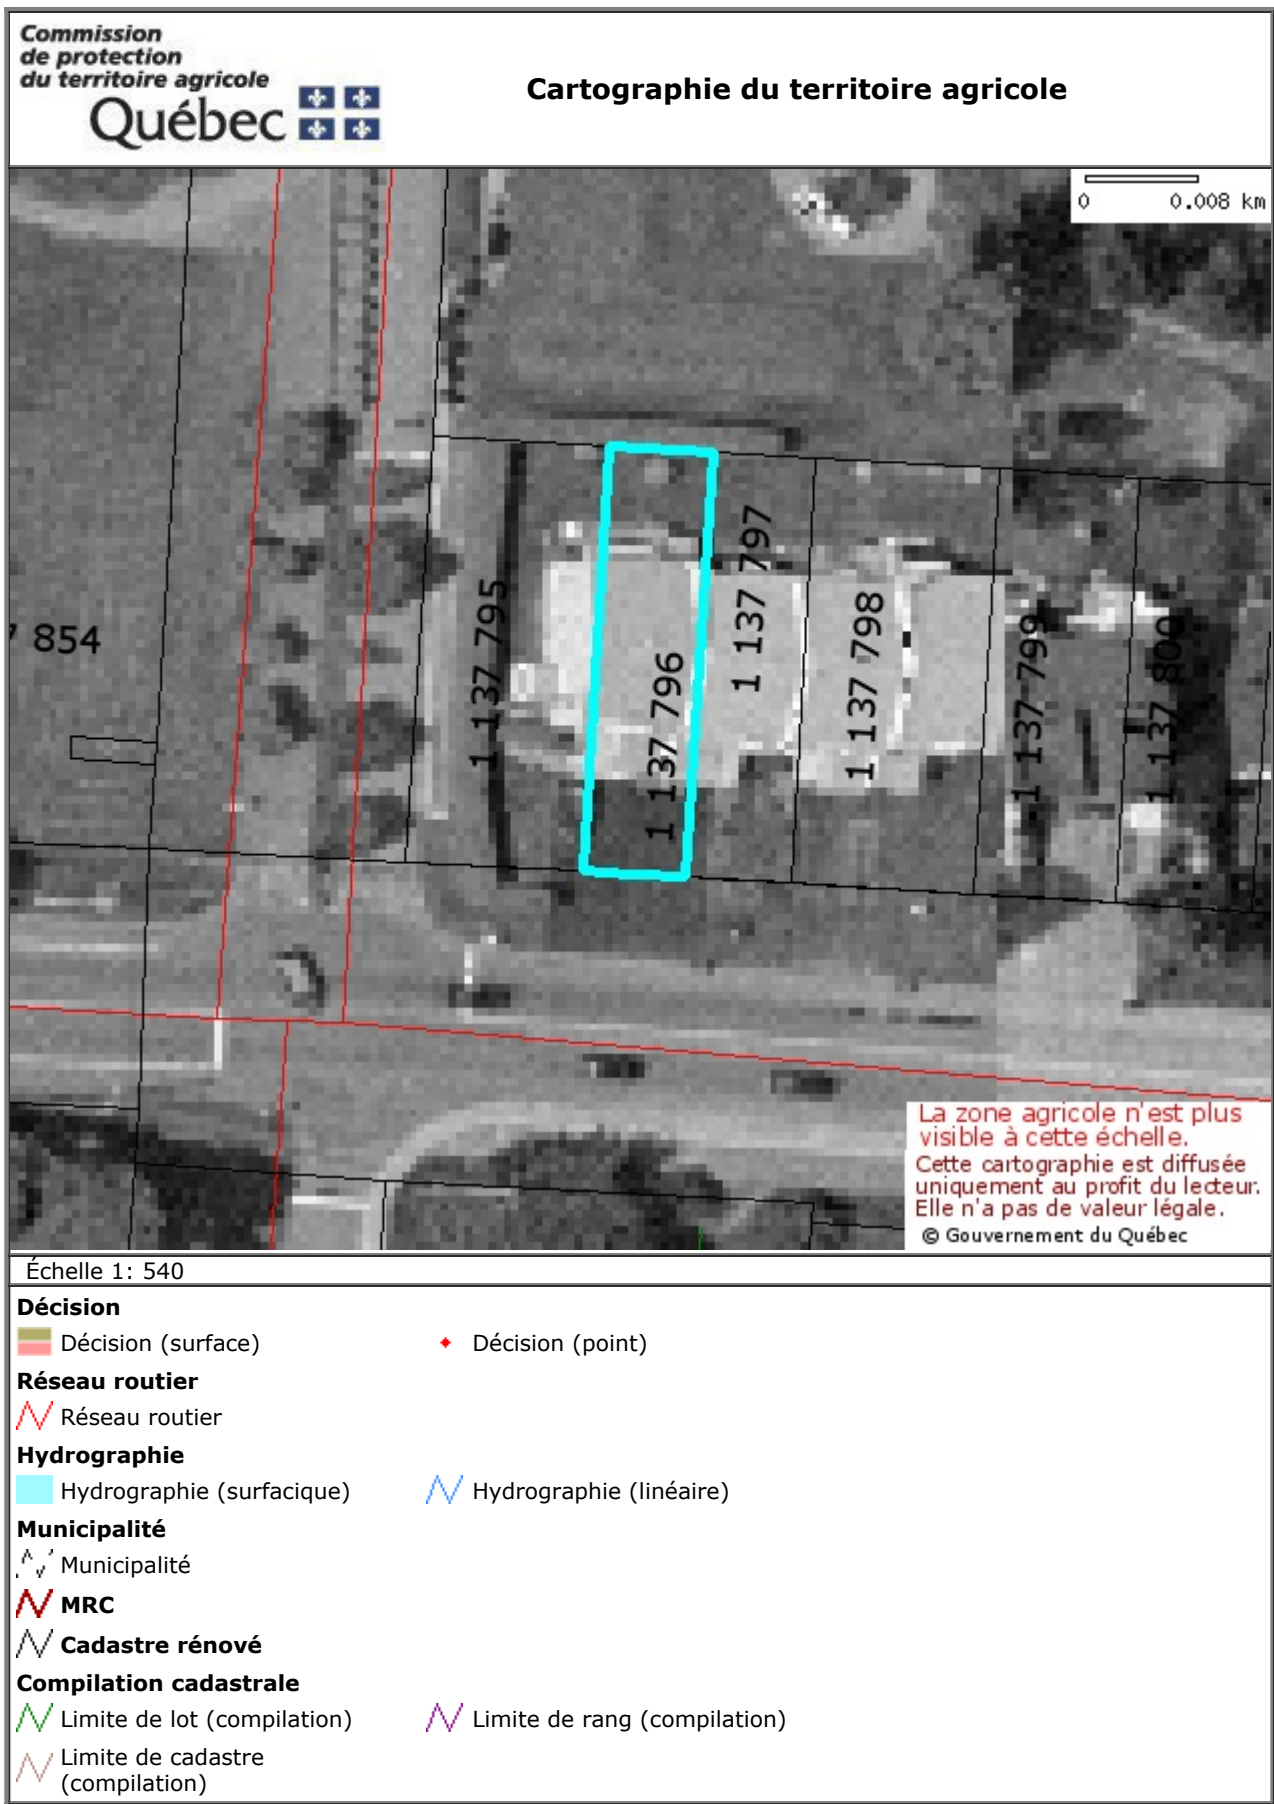 Commission
de protection
du territoire agricole
Québec
Cartographie du territoire agricole
0 0.008 km
7 854
1 137 795
1 137 796
1 137 797
1 137 798
1 137 799
1 137 800
La zone agricole n'est plus
visible à cette échelle.
Cette cartographie est diffusée
uniquement au profit du lecteur.
Elle n'a pas de valeur légale.
© Gouvernement du Québec
Échelle 1: 540
Décision
Décision (surface)
Décision (point)
Réseau routier
Réseau routier
Hydrographie
Hydrographie (surfacique)
Hydrographie (linéaire)
Municipalité
Municipalité
MRC
Cadastre rénové
Compilation cadastrale
Limite de lot (compilation)
Limite de rang (compilation)
Limite de cadastre
(compilation)